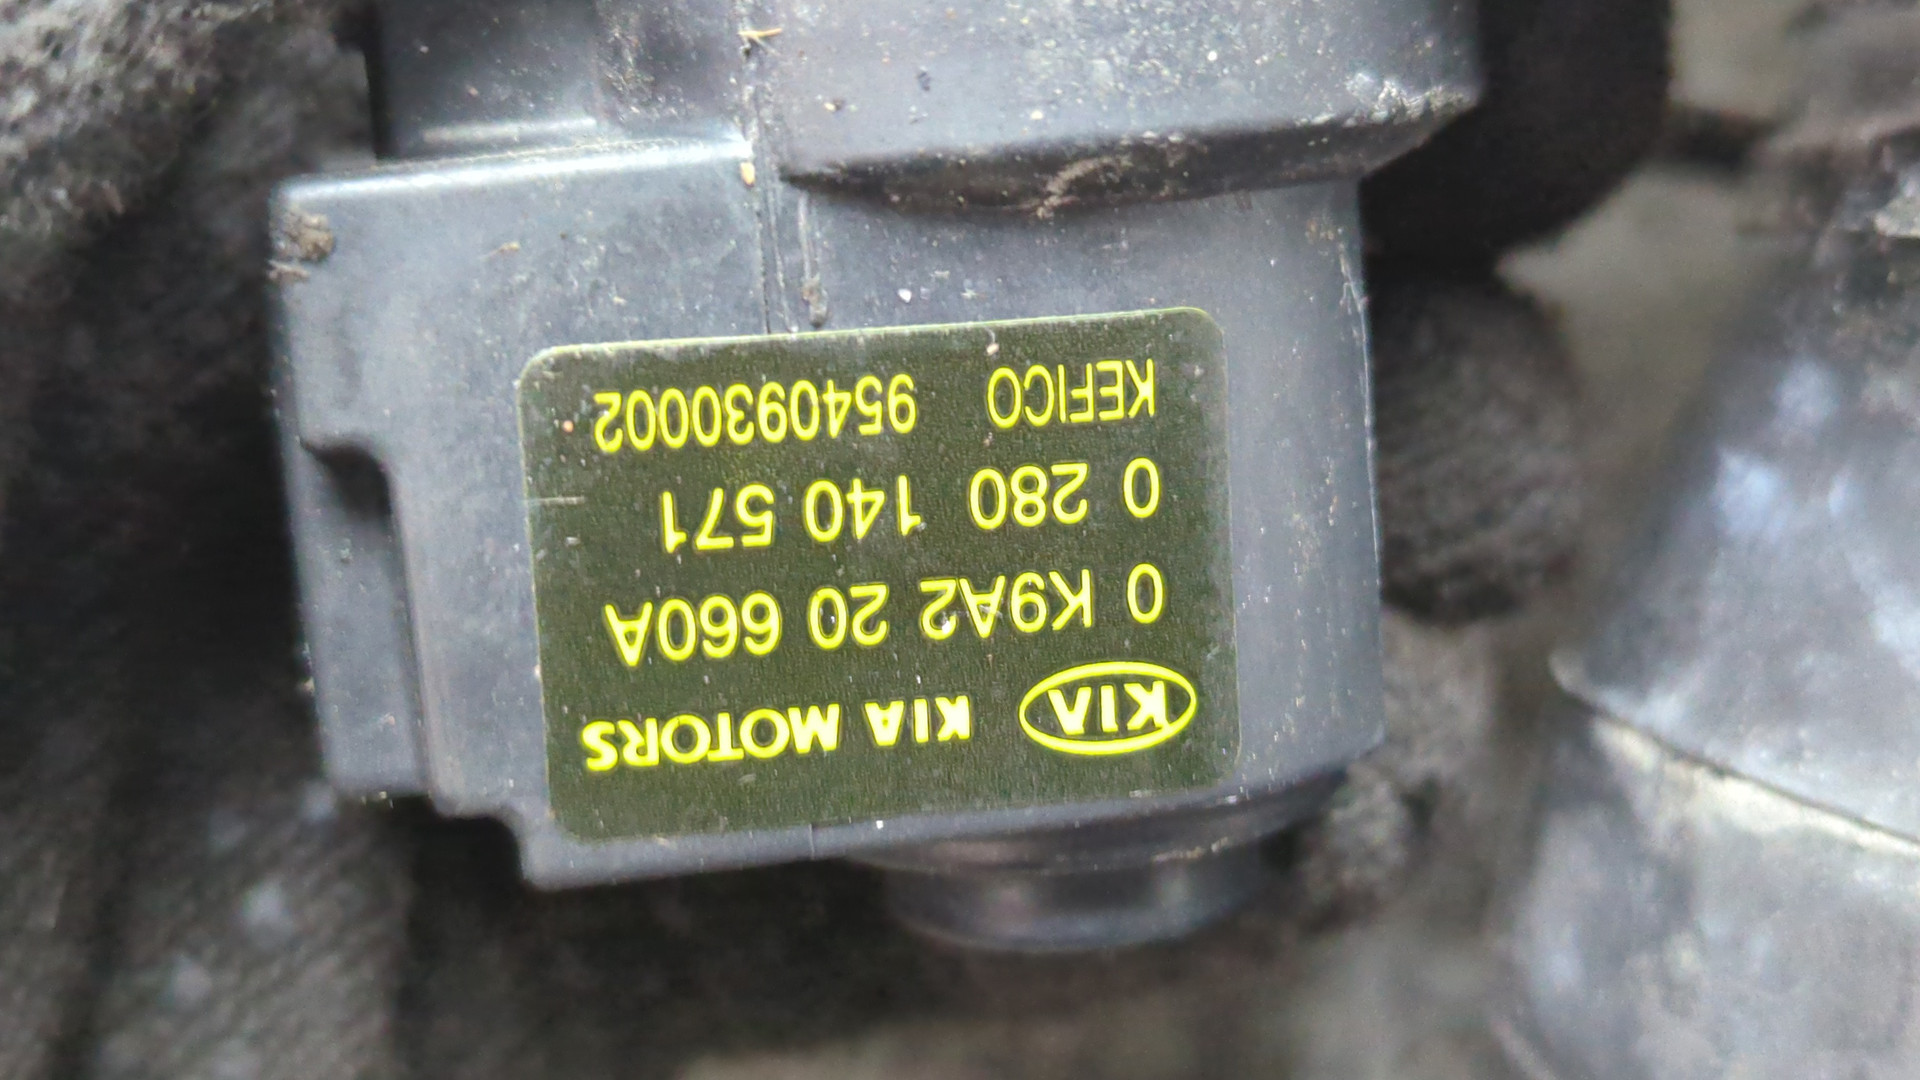 KIA KIA MOTORS
0 K9A2 20 660A
0 280 140 571
KEFICO 9540930002